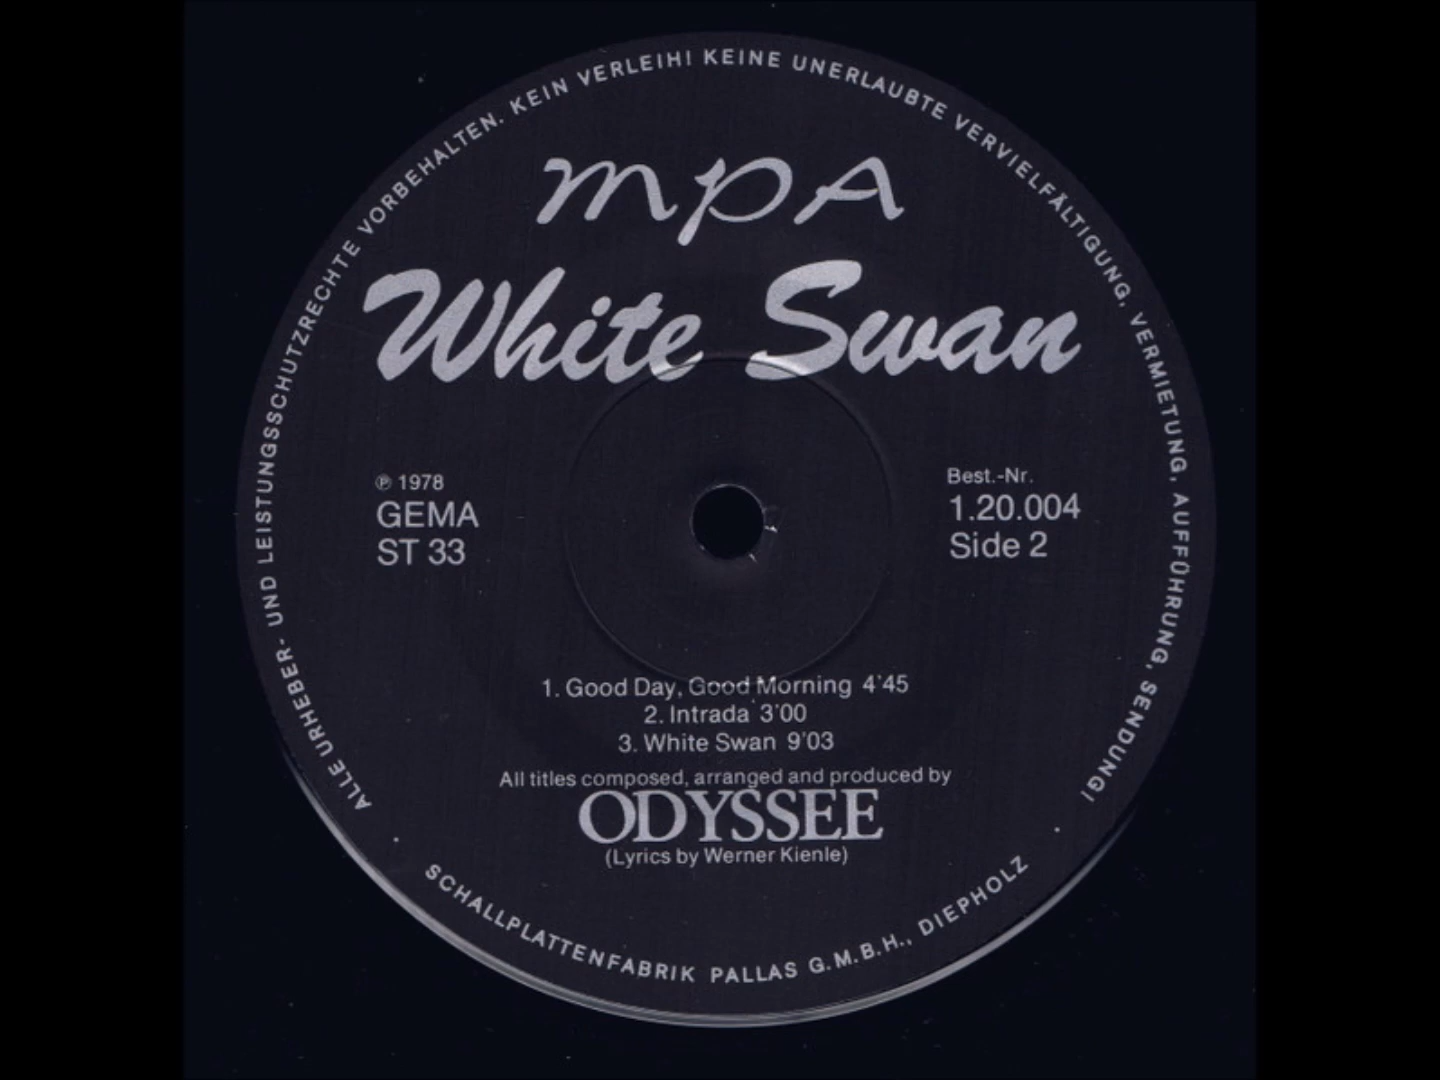 ALLE URHEBER- UND LEISTUNGSSCHUTZRECHTE VORBEHALTEN. KEIN VERLEIH! KEINE UNERLAUBTE VERVIELFÄLTIGUNG, VERMIETUNG, AUFFÜHRUNG, SENDUNG!
mpA
White Swan
℗ 1978
GEMA
ST 33
Best.-Nr.
1.20.004
Side 2
1. Good Day, Good Morning 4'45
2. Intrada 3'00
3. White Swan 9'03
All titles composed, arranged and produced by
ODYSSEE
(Lyrics by Werner Kienle)
SCHALLPLATTENFABRIK PALLAS G.M.B.H., DIEPHOLZ